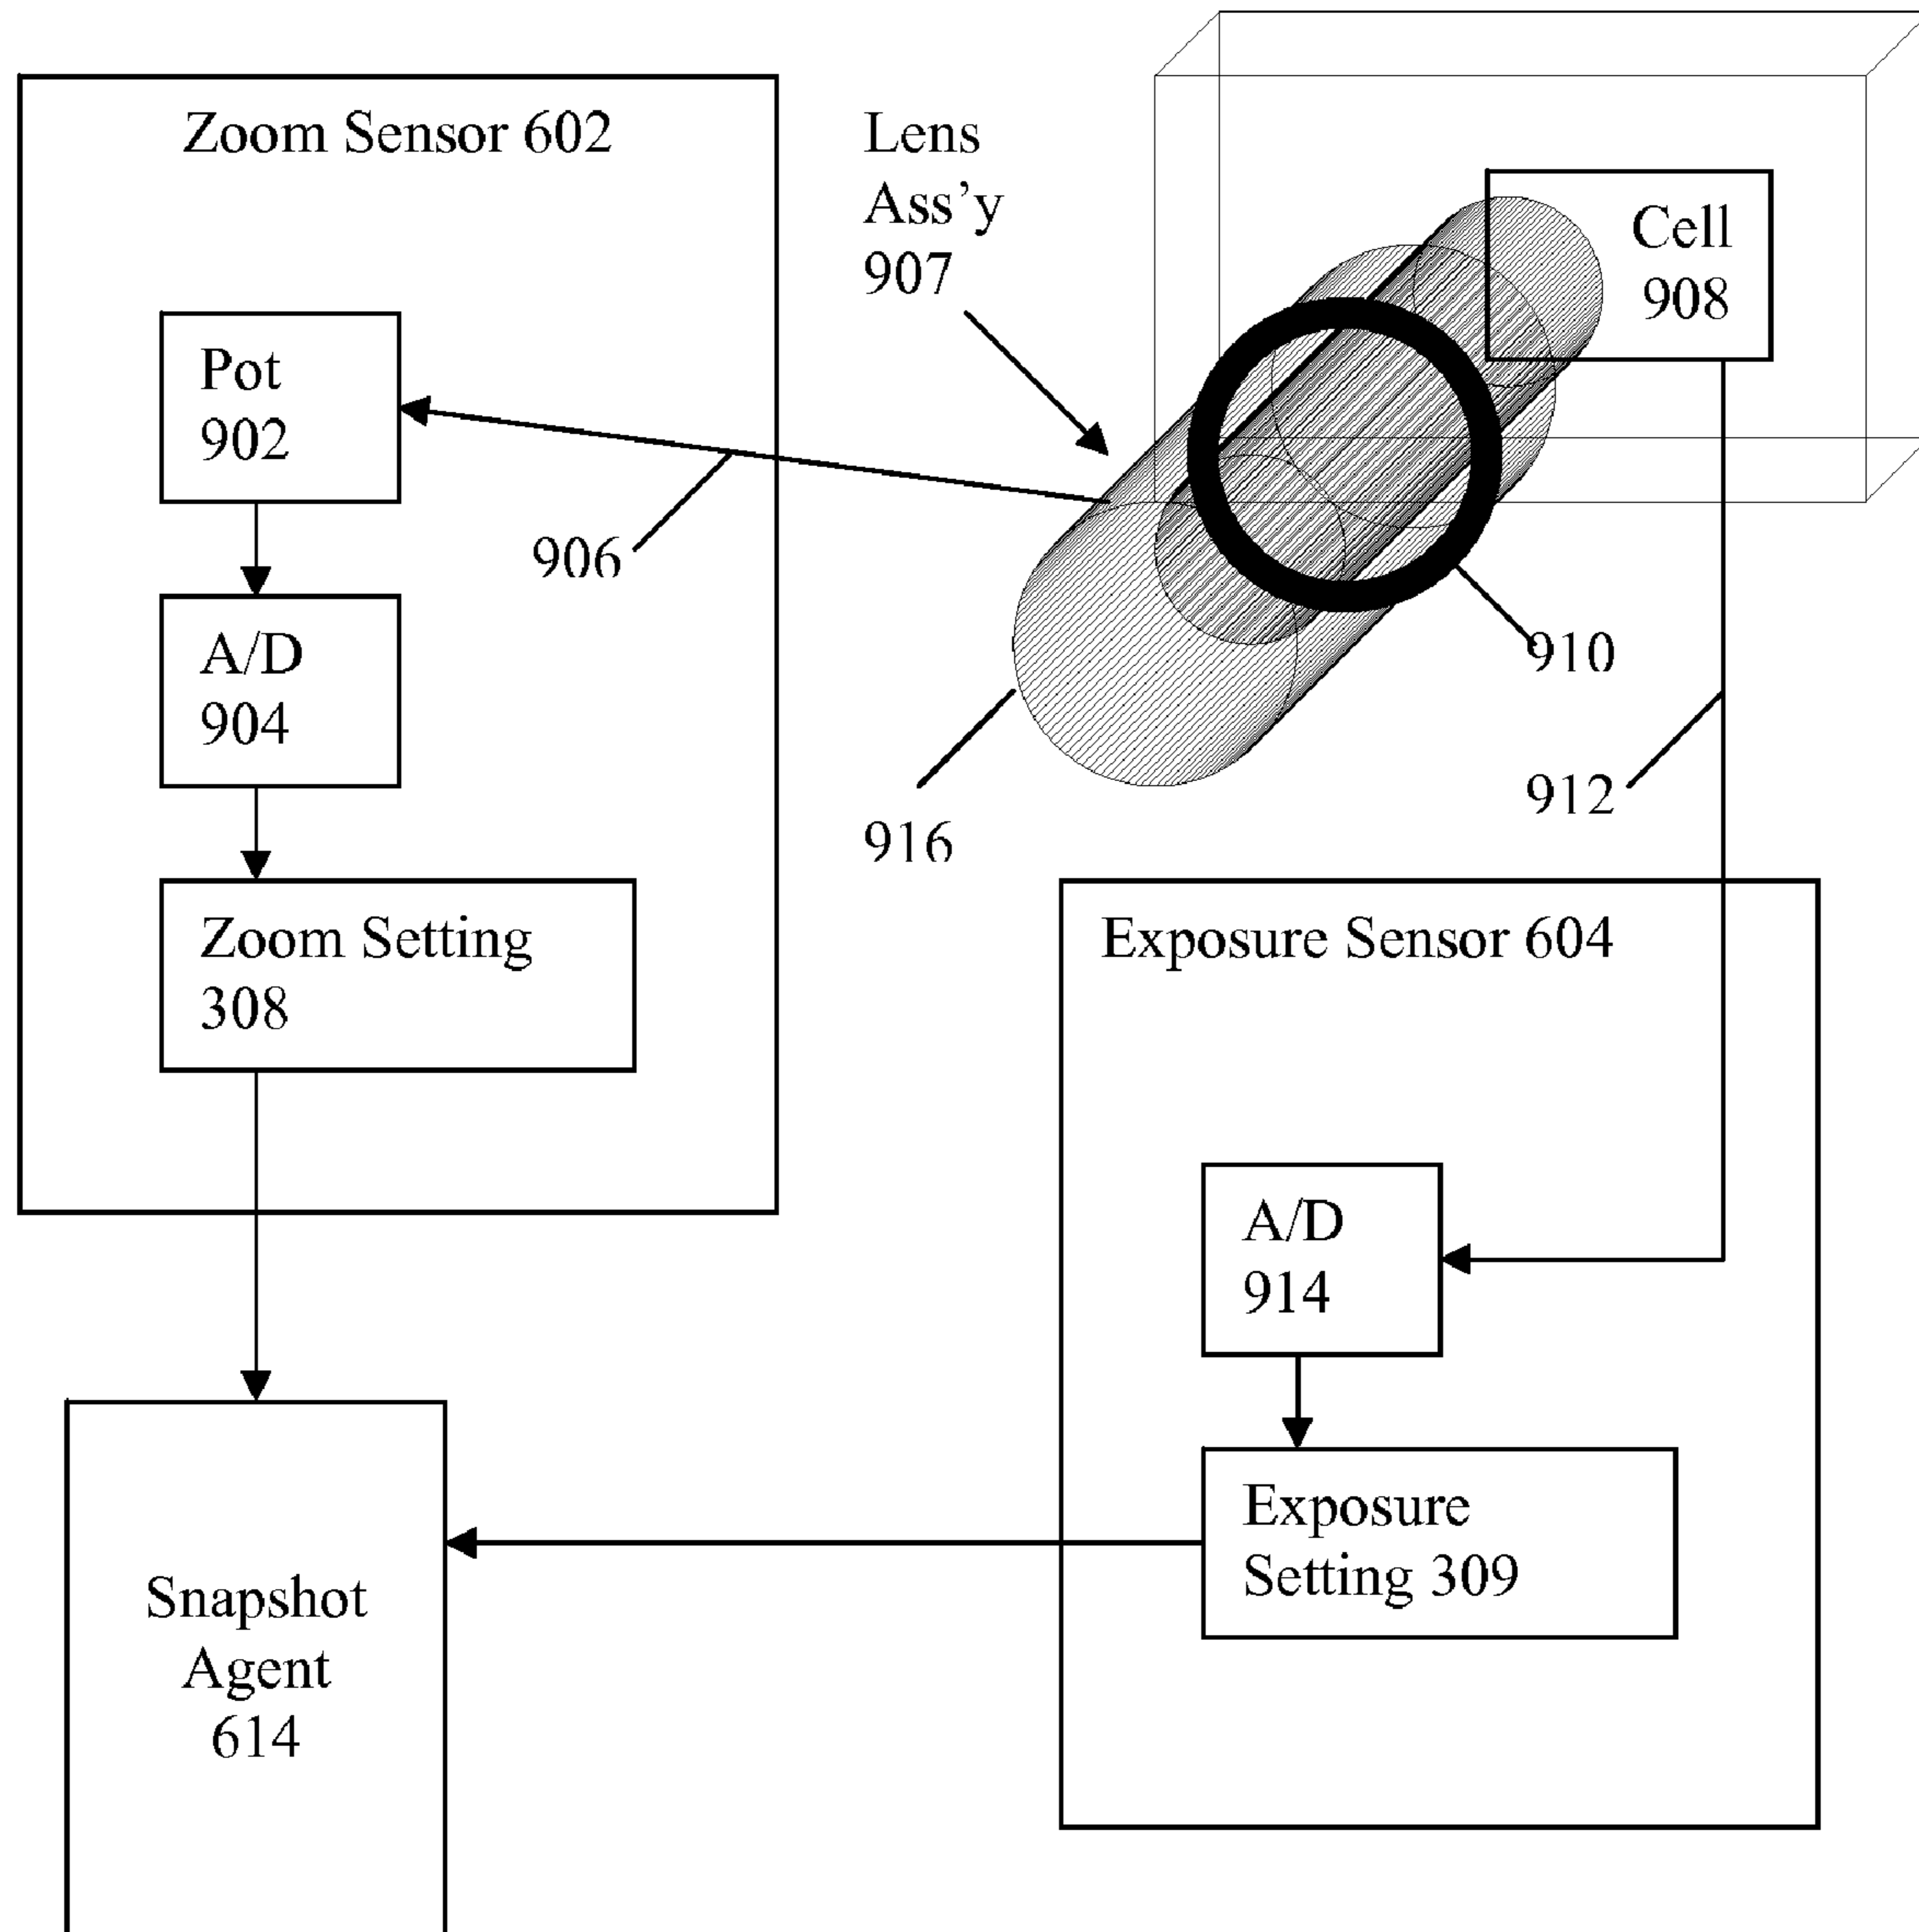 Zoom Sensor 602
Lens
Ass’y
907
Cell
908
Pot
902
906
A/D
904
910
912
916
Zoom Setting
308
Exposure Sensor 604
A/D
914
Exposure
Setting 309
Snapshot
Agent
614